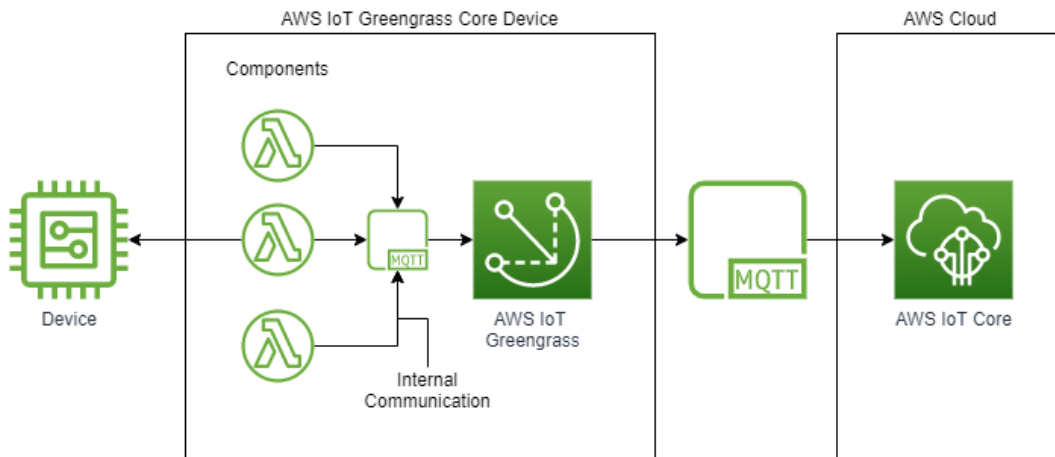 AWS IoT Greengrass Core Device
AWS Cloud
Components
MQTT
MQTT
Device
AWS IoT
Greengrass
AWS IoT Core
Internal
Communication